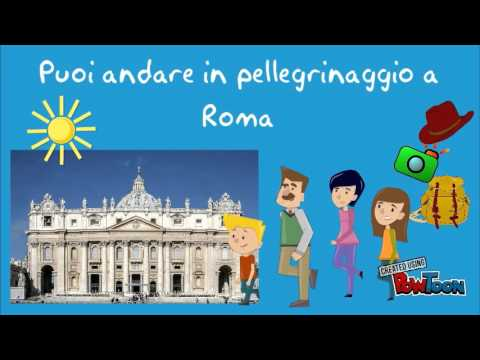 Puoi andare in pellegrinaggio a
Roma
CREATED USING
POWTOON